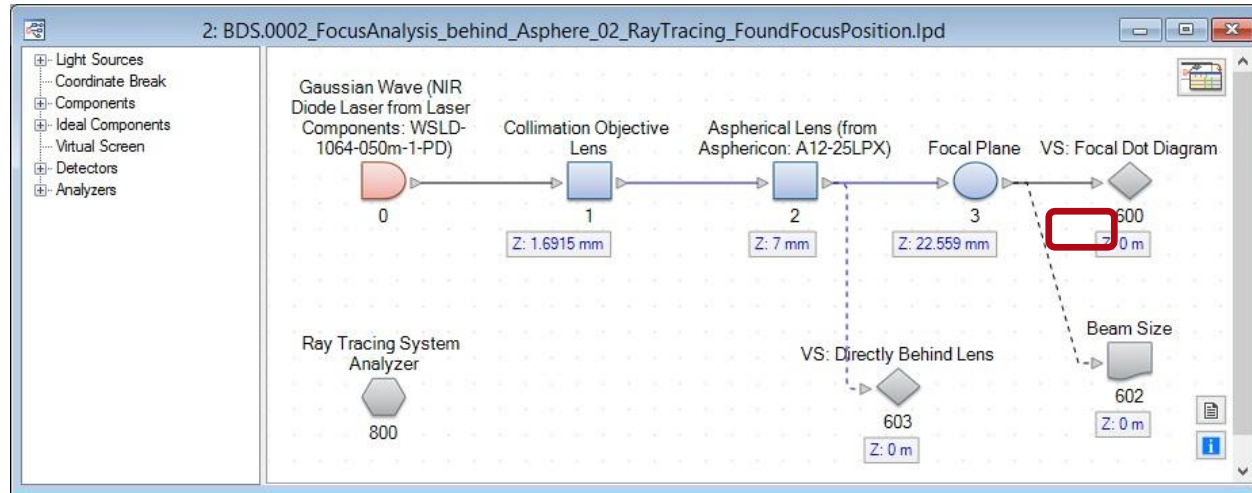 2: BDS.0002_FocusAnalysis_behind_Asphere_02_RayTracing_FoundFocusPosition.lpd
Light Sources
Coordinate Break
Components
Ideal Components
Virtual Screen
Detectors
Analyzers
Gaussian Wave (NIR
Diode Laser from Laser
Components: WSLD-
1064-050m-1-PD)
0
Collimation Objective
Lens
1
Z: 1.6915 mm
Aspherical Lens (from
Asphericon: A12-25LPX)
2
Z: 7 mm
Focal Plane
3
Z: 22.559 mm
VS: Focal Dot Diagram
600
Z: 0 m
Ray Tracing System
Analyzer
800
VS: Directly Behind Lens
603
Z: 0 m
Beam Size
602
Z: 0 m